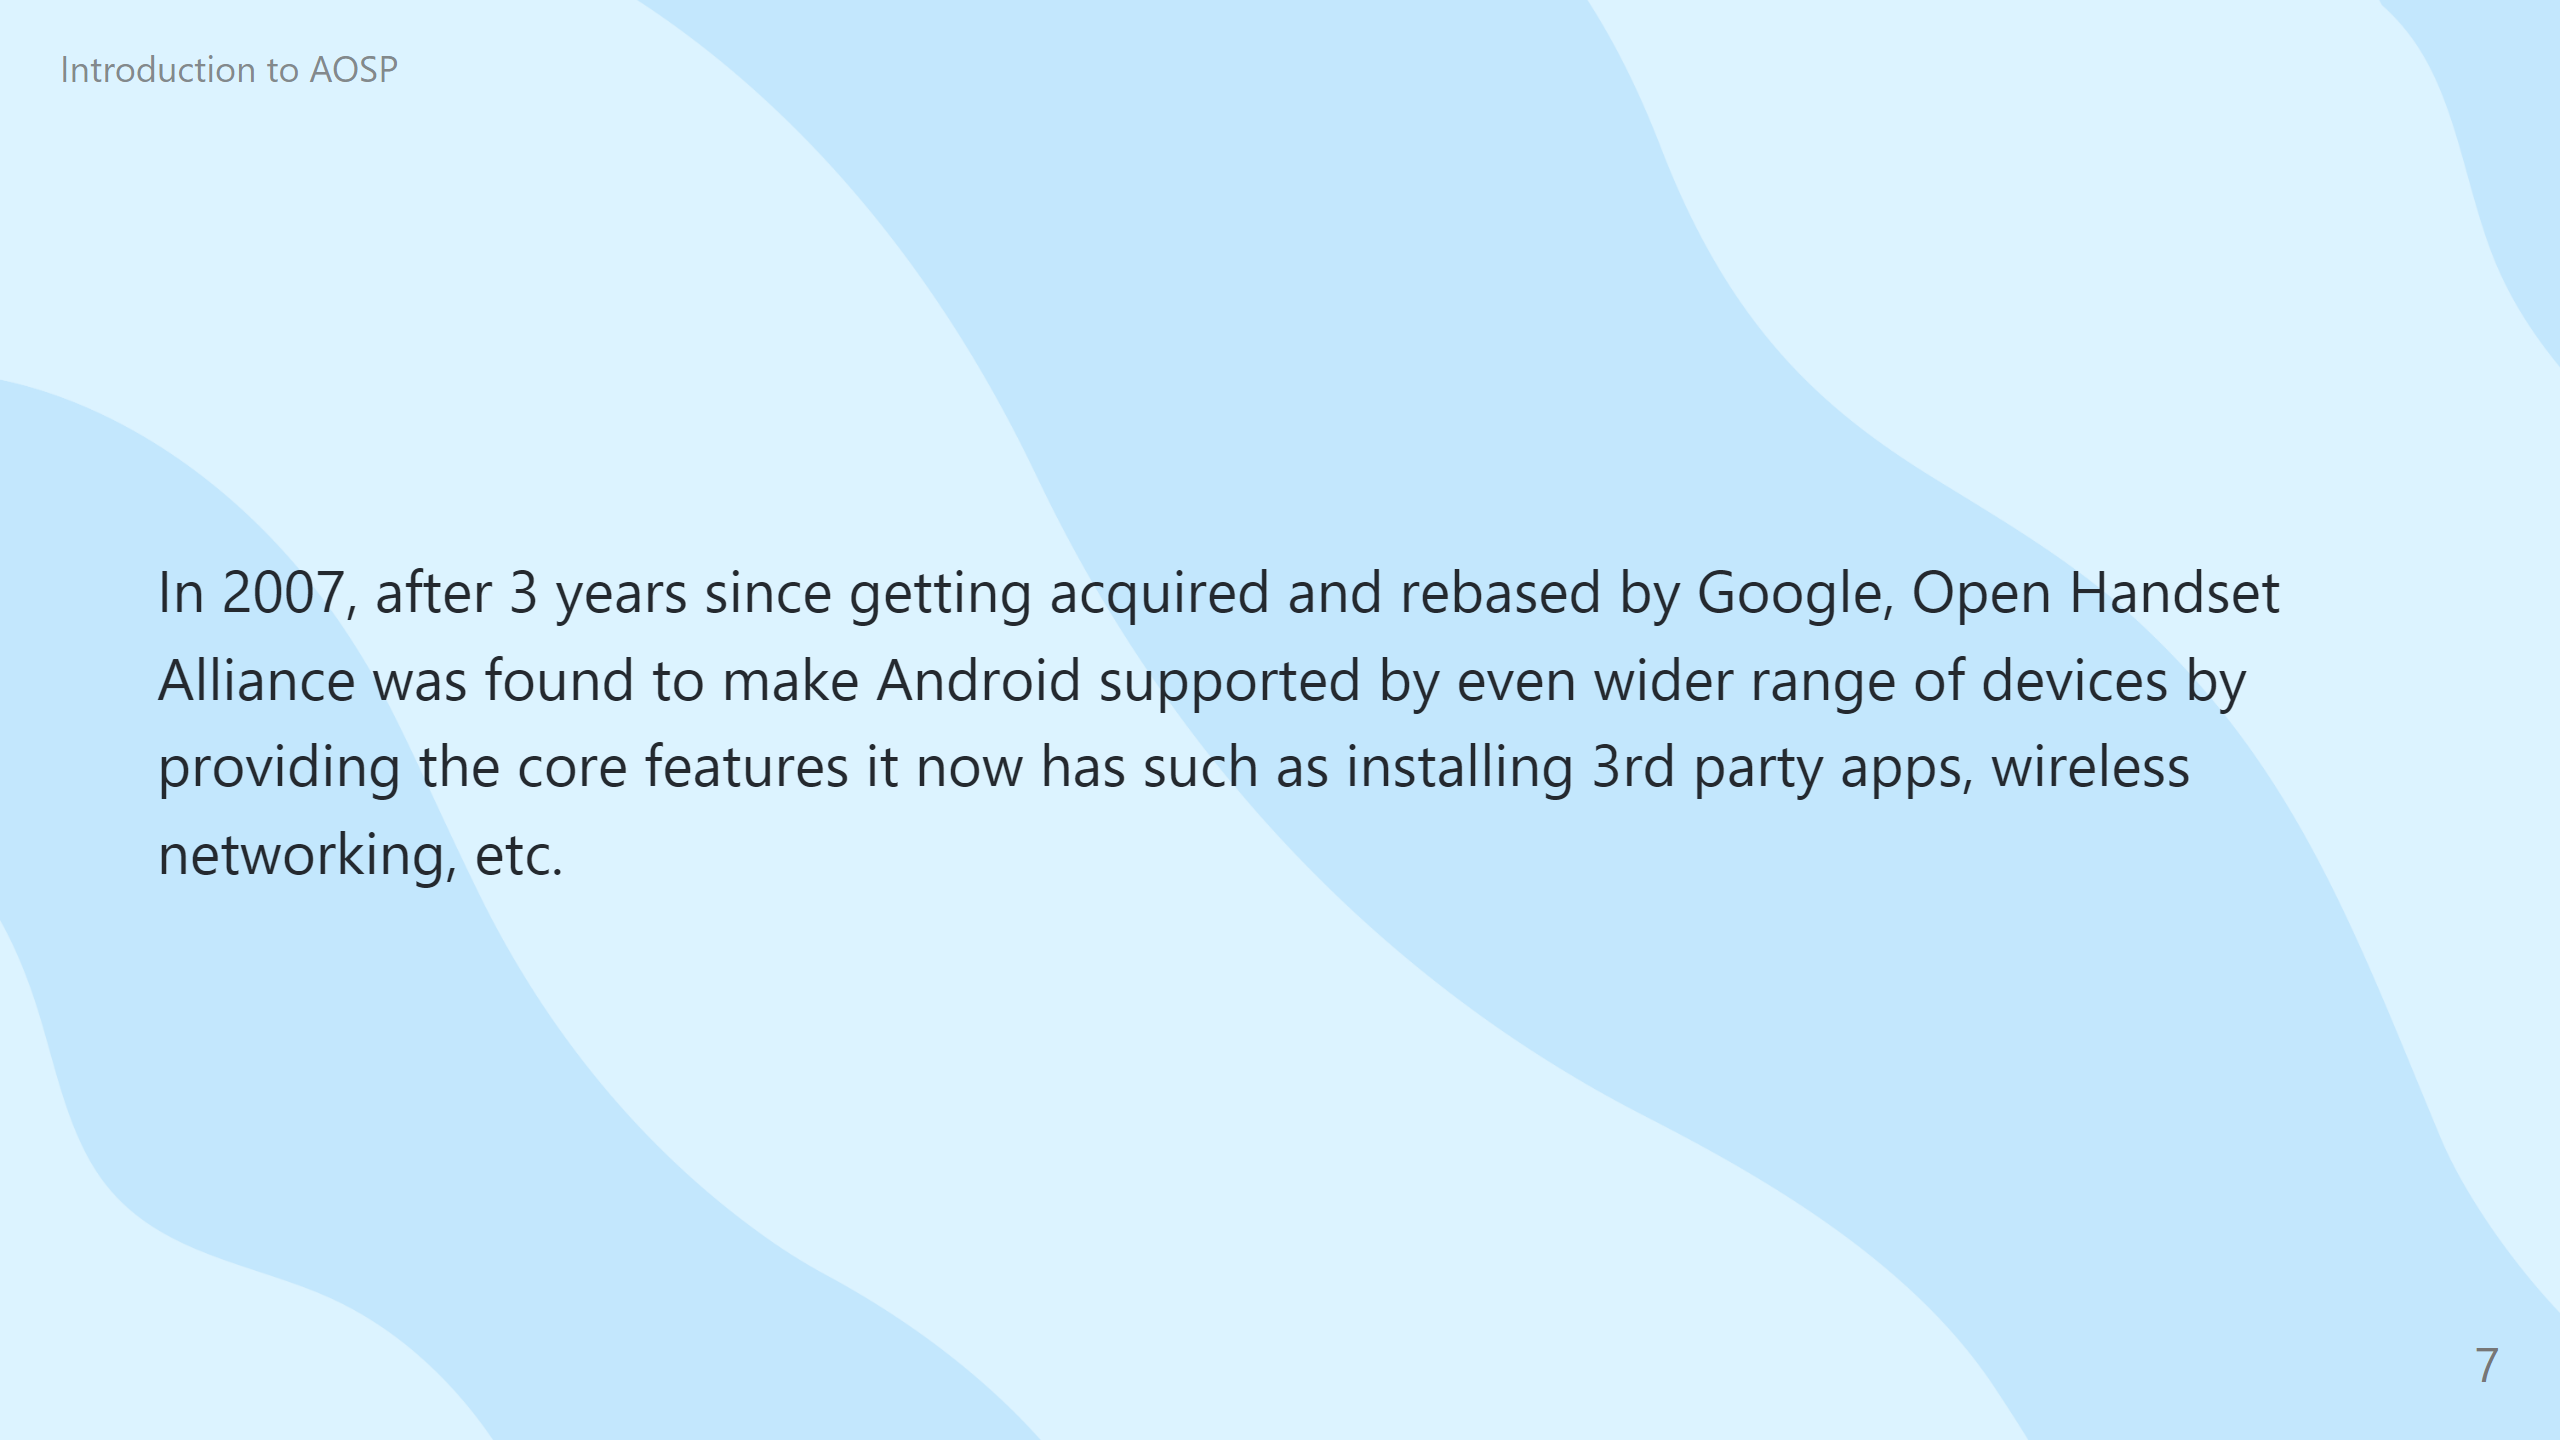 Introduction to AOSP
In 2007, after 3 years since getting acquired and rebased by Google, Open Handset
Alliance was found to make Android supported by even wider range of devices by
providing the core features it now has such as installing 3rd party apps, wireless
networking, etc.
7